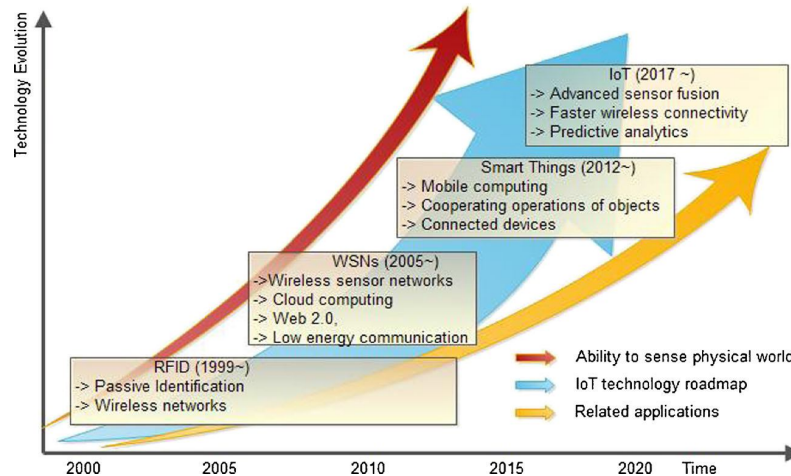 Technology Evolution
IoT (2017 ~)
-> Advanced sensor fusion
-> Faster wireless connectivity
-> Predictive analytics
Smart Things (2012~)
-> Mobile computing
-> Cooperating operations of objects
-> Connected devices
WSNs (2005~)
->Wireless sensor networks
-> Cloud computing
-> Web 2.0,
-> Low energy communication
RFID (1999~)
-> Passive Identification
-> Wireless networks
Ability to sense physical world
IoT technology roadmap
Related applications
2000 2005 2010 2015 2020 Time